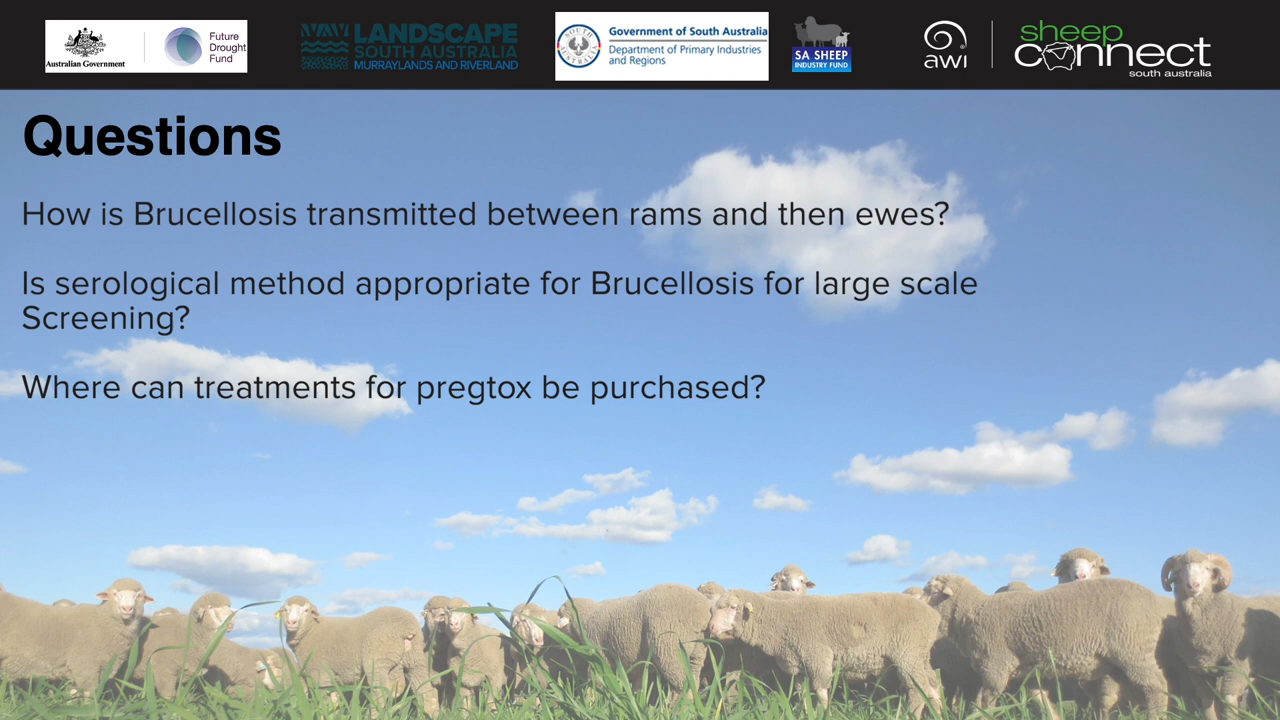 Australian Government
Future
Drought
Fund
LANDSCAPE
SOUTH AUSTRALIA
MURRAYLANDS AND RIVERLAND
SOUTH AUSTRALIA
Government of South Australia
Department of Primary Industries
and Regions
SA SHEEP
INDUSTRY FUND
awi
sheep
connect
south australia
Questions
How is Brucellosis transmitted between rams and then ewes?
Is serological method appropriate for Brucellosis for large scale
Screening?
Where can treatments for pregtox be purchased?